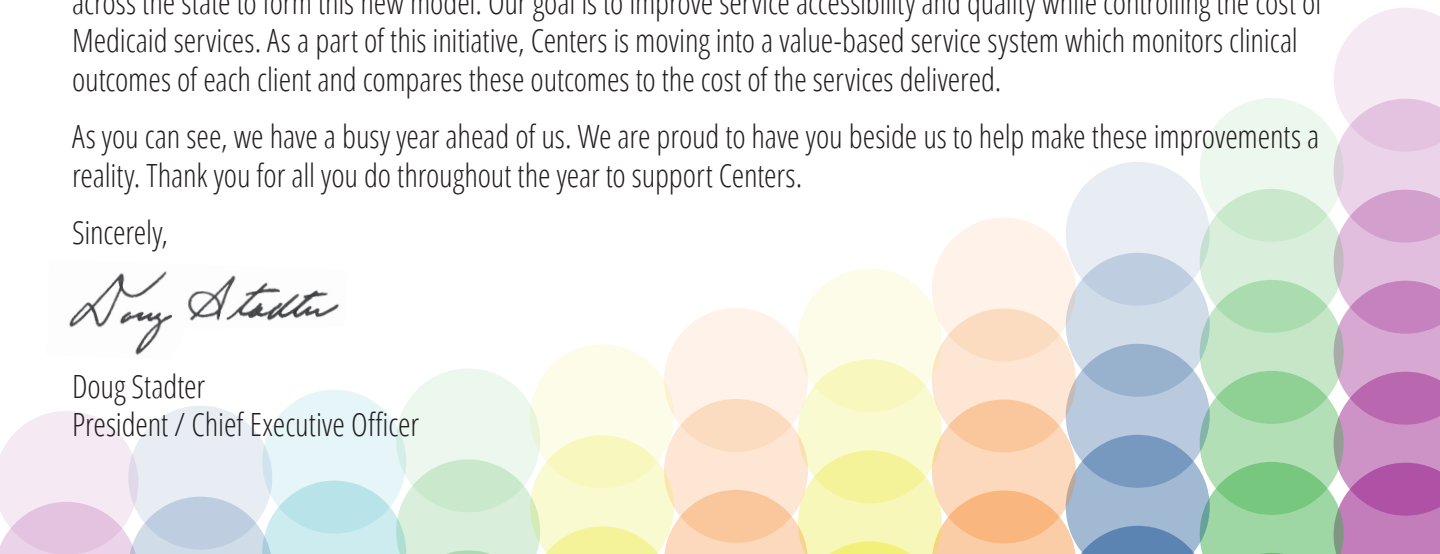 across the state to form this new model. Our goal is to improve service accessibility and quality while controlling the cost of
Medicaid services. As a part of this initiative, Centers is moving into a value-based service system which monitors clinical
outcomes of each client and compares these outcomes to the cost of the services delivered.
As you can see, we have a busy year ahead of us. We are proud to have you beside us to help make these improvements a
reality. Thank you for all you do throughout the year to support Centers.
Sincerely,
Doug Stadter
Doug Stadter
President / Chief Executive Officer